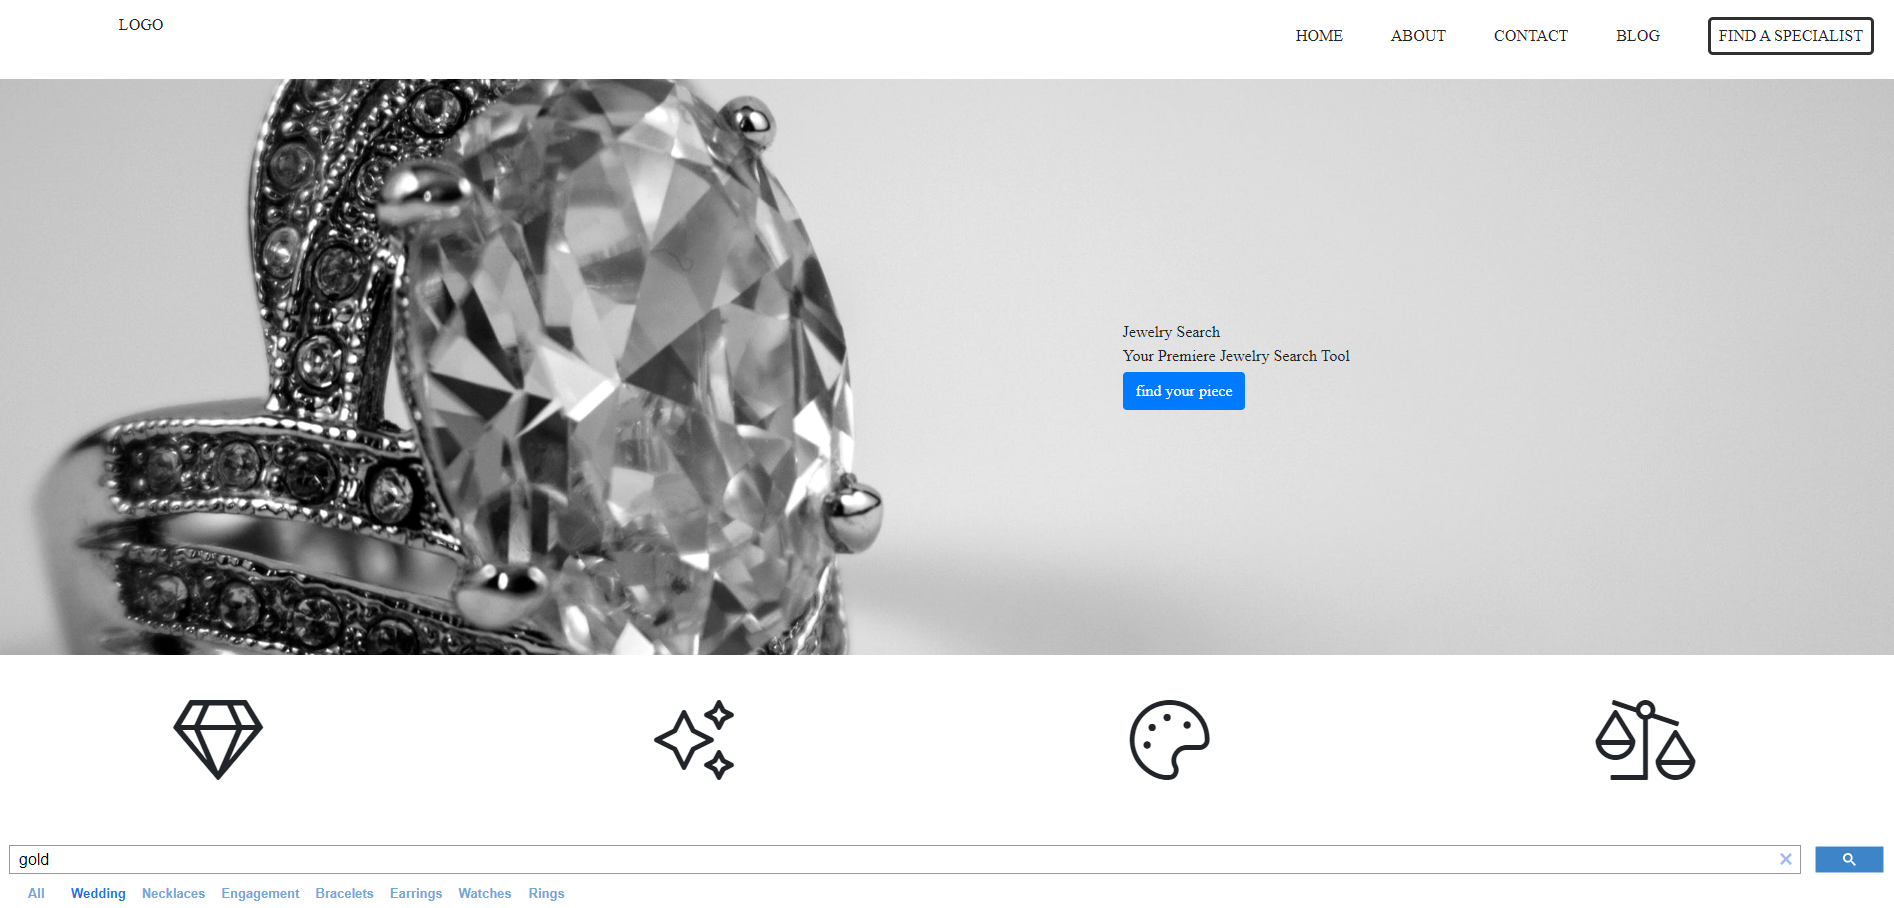 LOGO
HOME ABOUT CONTACT BLOG FIND A SPECIALIST
Jewelry Search
Your Premiere Jewelry Search Tool
find your piece
gold
All Wedding Necklaces Engagement Bracelets Earrings Watches Rings